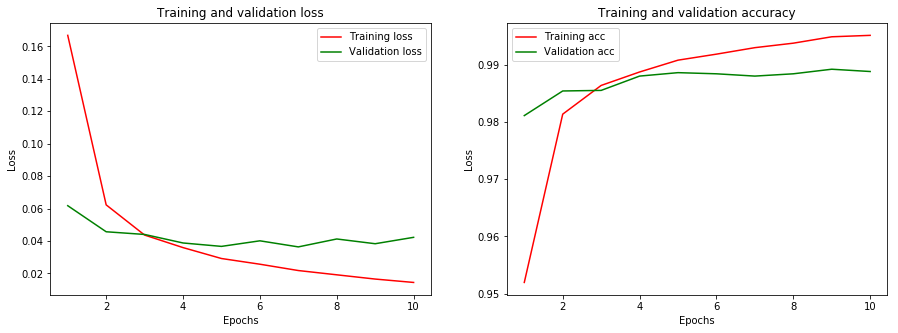 Training and validation loss
Training loss
Validation loss
0.16
0.14
0.12
0.10
0.08
0.06
0.04
0.02
Loss
2
4
6
8
10
Epochs
Training and validation accuracy
Training acc
Validation acc
0.99
0.98
0.97
0.96
0.95
Loss
2
4
6
8
10
Epochs